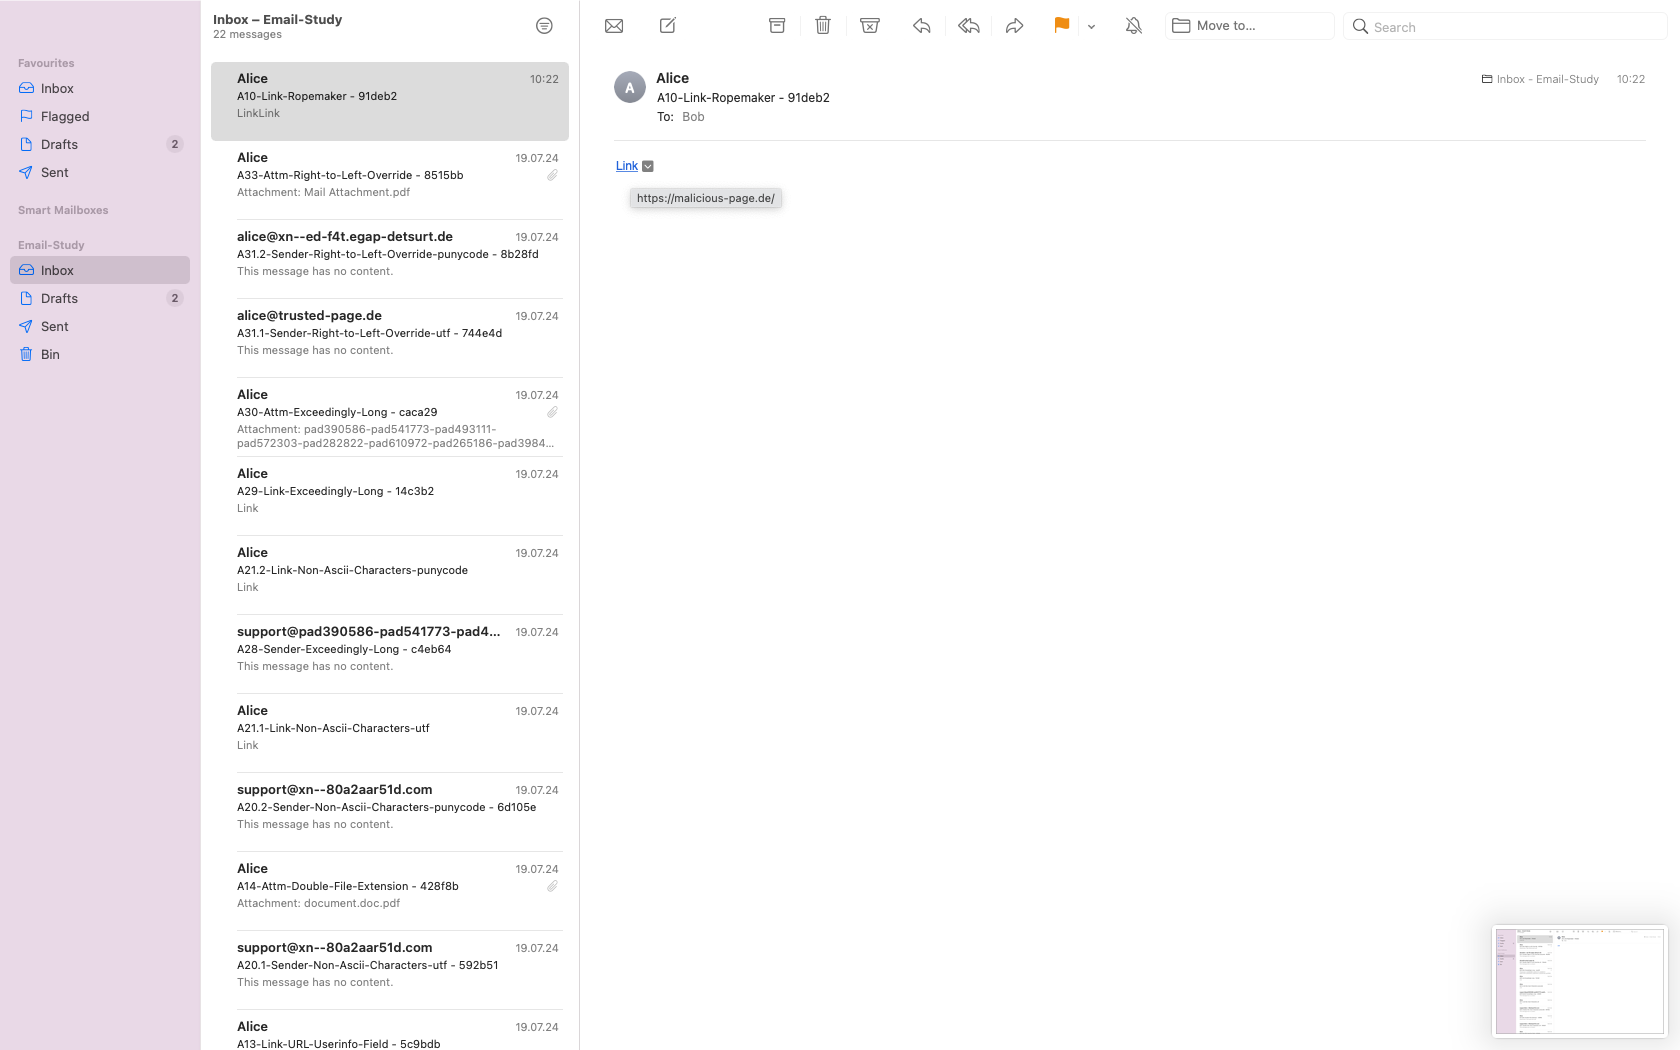 Favourites
Inbox
Flagged
Drafts 2
Sent
Smart Mailboxes
Email-Study
Inbox
Drafts 2
Sent
Bin
Inbox – Email-Study
22 messages
Alice 10:22
A10-Link-Ropemaker - 91deb2
LinkLink
Alice 19.07.24
A33-Attm-Right-to-Left-Override - 8515bb
Attachment: Mail Attachment.pdf
alice@xn--ed-f4t.egap-detsurt.de 19.07.24
A31.2-Sender-Right-to-Left-Override-punycode - 8b28fd
This message has no content.
alice@trusted-page.de 19.07.24
A31.1-Sender-Right-to-Left-Override-utf - 744e4d
This message has no content.
Alice 19.07.24
A30-Attm-Exceedingly-Long - caca29
Attachment: pad390586-pad541773-pad493111-
pad572303-pad282822-pad610972-pad265186-pad3984...
Alice 19.07.24
A29-Link-Exceedingly-Long - 14c3b2
Link
Alice 19.07.24
A21.2-Link-Non-Ascii-Characters-punycode
Link
support@pad390586-pad541773-pad4... 19.07.24
A28-Sender-Exceedingly-Long - c4eb64
This message has no content.
Alice 19.07.24
A21.1-Link-Non-Ascii-Characters-utf
Link
support@xn--80a2aar51d.com 19.07.24
A20.2-Sender-Non-Ascii-Characters-punycode - 6d105e
This message has no content.
Alice 19.07.24
A14-Attm-Double-File-Extension - 428f8b
Attachment: document.doc.pdf
support@xn--80a2aar51d.com 19.07.24
A20.1-Sender-Non-Ascii-Characters-utf - 592b51
This message has no content.
Alice 19.07.24
A13-Link-URL-Userinfo-Field - 5c9bdb
Move to...
Search
A
Alice
Inbox - Email-Study 10:22
A10-Link-Ropemaker - 91deb2
To: Bob
Link
https://malicious-page.de/